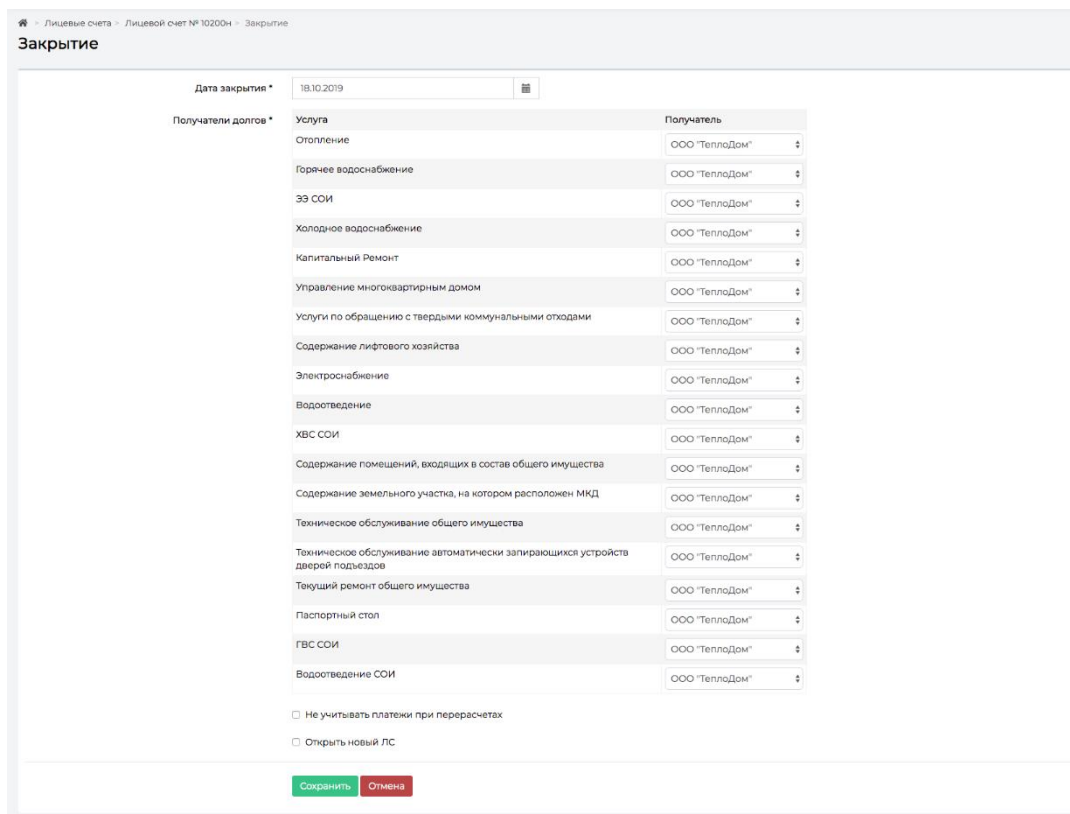 > Лицевые счета > Лицевой счет № 10200н > Закрытие
Закрытие
Дата закрытия * 18.10.2019
Получатели долгов * Услуга Получатель
Отопление ООО "ТеплоДом"
Горячее водоснабжение ООО "ТеплоДом"
ЭЭ СОИ ООО "ТеплоДом"
Холодное водоснабжение ООО "ТеплоДом"
Капитальный Ремонт ООО "ТеплоДом"
Управление многоквартирным домом ООО "ТеплоДом"
Услуги по обращению с твердыми коммунальными отходами ООО "ТеплоДом"
Содержание лифтового хозяйства ООО "ТеплоДом"
Электроснабжение ООО "ТеплоДом"
Водоотведение ООО "ТеплоДом"
ХВС СОИ ООО "ТеплоДом"
Содержание помещений, входящих в состав общего имущества ООО "ТеплоДом"
Содержание земельного участка, на котором расположен МКД ООО "ТеплоДом"
Техническое обслуживание общего имущества ООО "ТеплоДом"
Техническое обслуживание автоматически запирающихся устройств ООО "ТеплоДом"
дверей подъездов
Текущий ремонт общего имущества ООО "ТеплоДом"
Паспортный стол ООО "ТеплоДом"
ГВС СОИ ООО "ТеплоДом"
Водоотведение СОИ ООО "ТеплоДом"
Не учитывать платежи при перерасчетах
Открыть новый ЛС
Сохранить Отмена